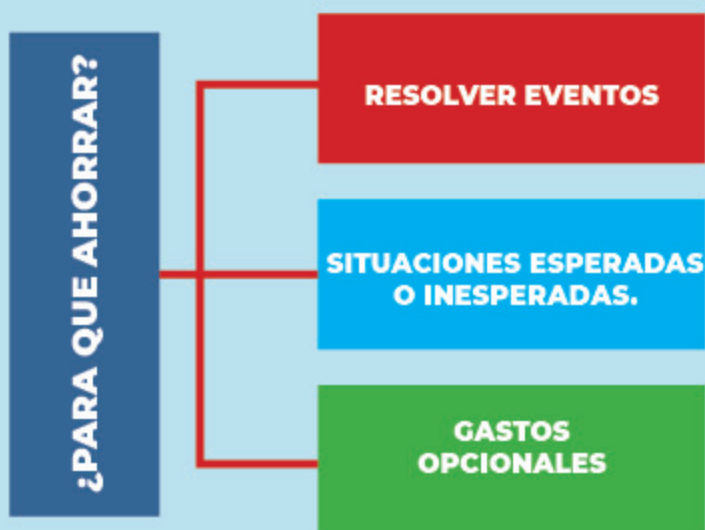 ¿PARA QUE AHORRAR?
RESOLVER EVENTOS
SITUACIONES ESPERADAS
O INESPERADAS.
GASTOS
OPCIONALES